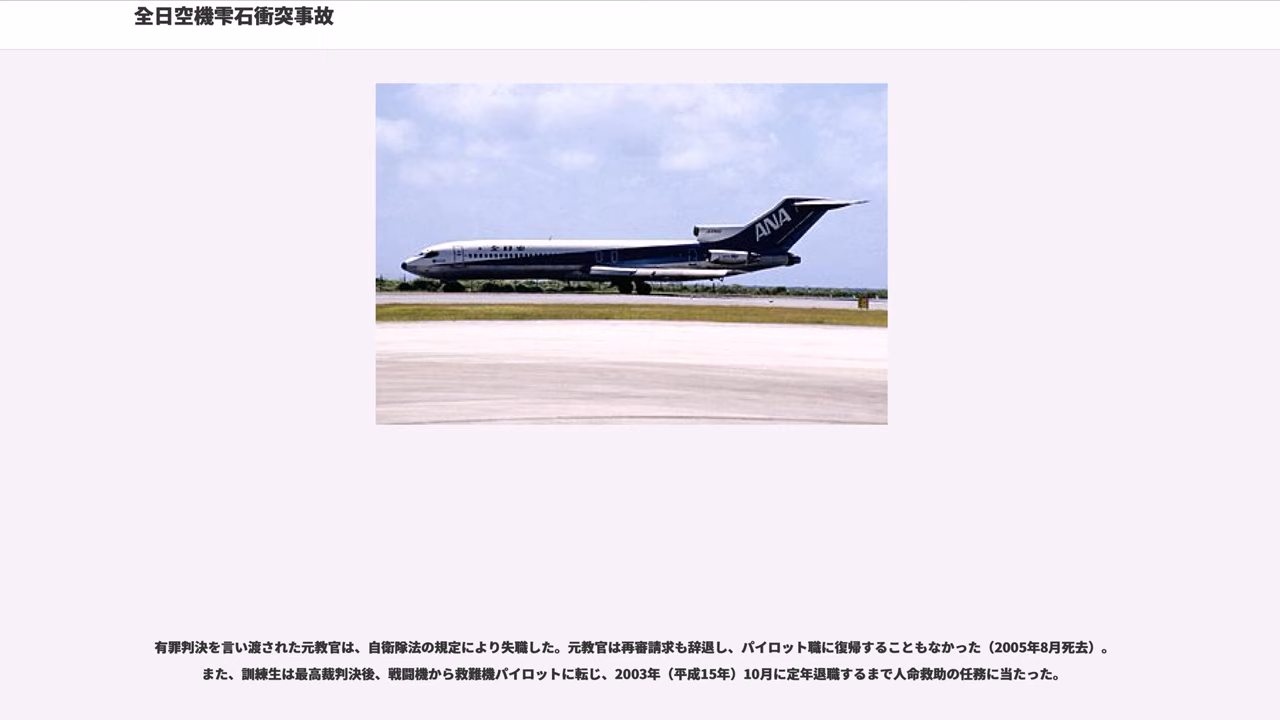 全日空機雫石衝突事故
全日空
ANA
有罪判決を言い渡された元教官は、自衛隊法の規定により失職した。元教官は再審請求も辞退し、パイロット職に復帰することもなかった（2005年8月死去）。
また、訓練生は最高裁判決後、戦闘機から救難機パイロットに転じ、2003年（平成15年）10月に定年退職するまで人命救助の任務に当たった。